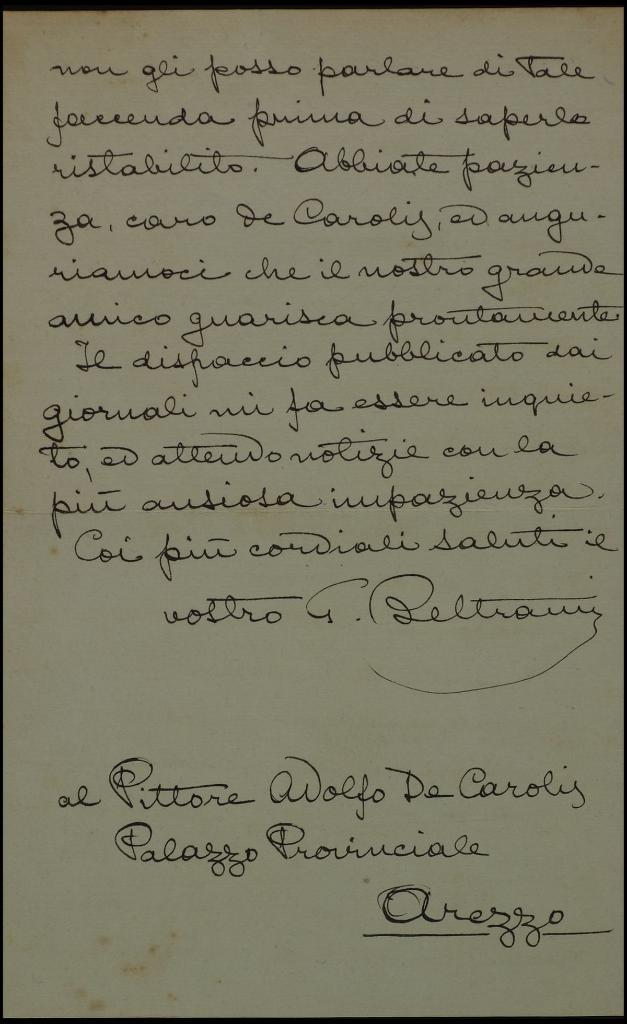 non gli posso parlare di tale
faccenda prima di saperlo
ristabilito. Abbiate pazien-
za, caro de Carolis, ed augu-
riamoci che il nostro grande
amico guarisca prontamente
Il dispaccio pubblicato dai
giornali mi fa essere inquie-
to, ed attendo notizie con la
più ansiosa impazienza.
Coi più cordiali saluti il
vostro G. Beltrami
al Pittore Adolfo De Carolis
Palazzo Provinciale
Arezzo